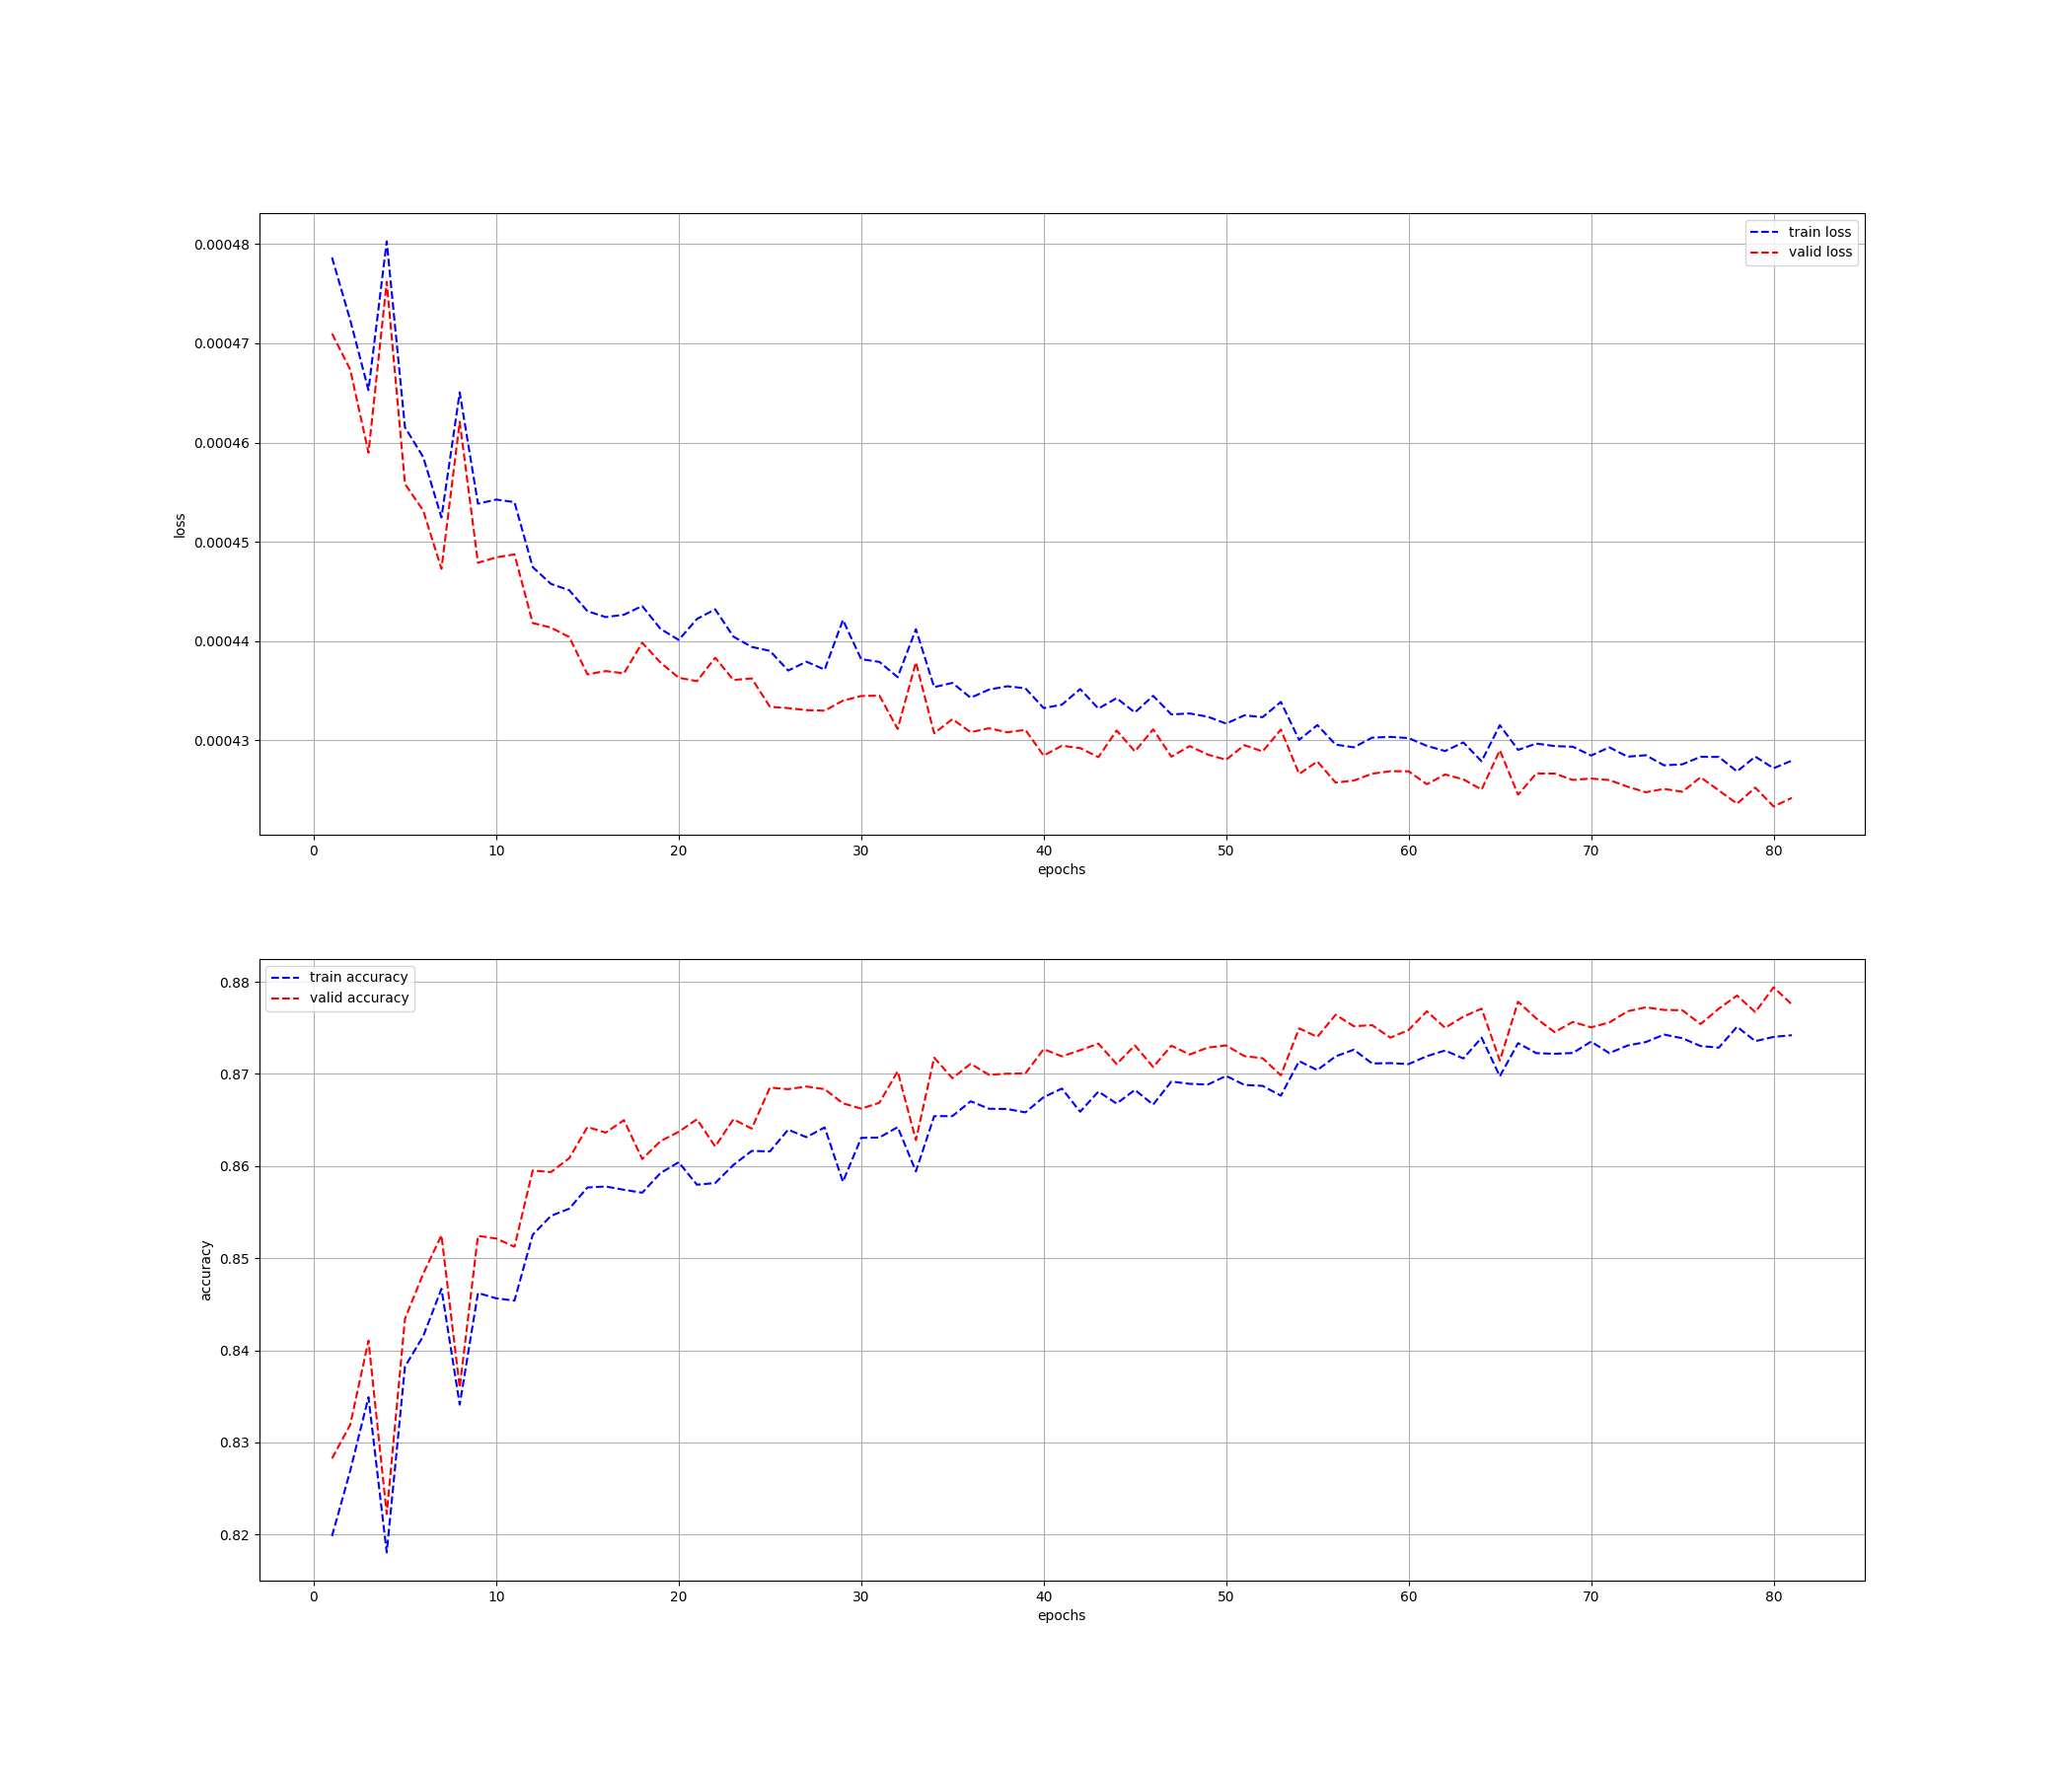 0.00048
0.00047
0.00046
0.00045
0.00044
0.00043
loss
train loss
valid loss
0 10 20 30 40 50 60 70 80
epochs
0.88
0.87
0.86
0.85
0.84
0.83
0.82
accuracy
train accuracy
valid accuracy
0 10 20 30 40 50 60 70 80
epochs